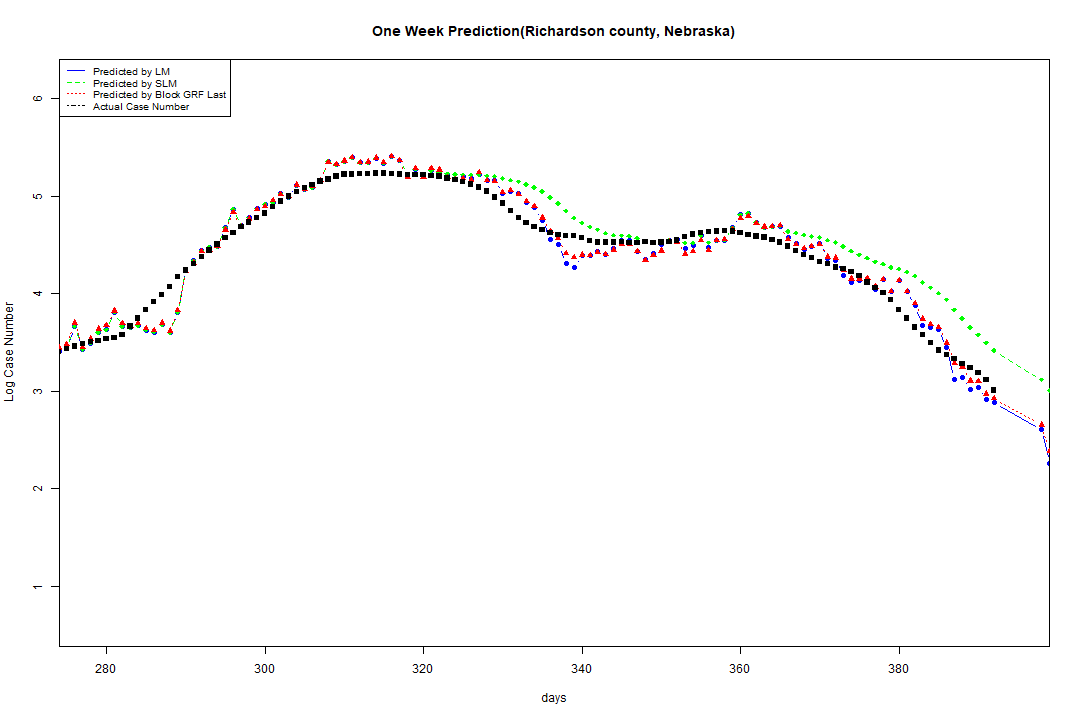 One Week Prediction(Richardson county, Nebraska)
Predicted by LM
Predicted by SLM
Predicted by Block GRF Last
Actual Case Number
6
5
4
3
2
1
Log Case Number
280 300 320 340 360 380
days